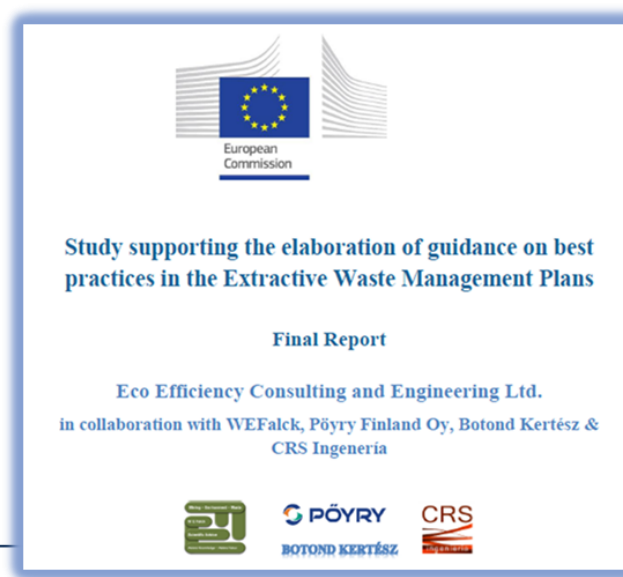 European
Commission
Study supporting the elaboration of guidance on best
practices in the Extractive Waste Management Plans
Final Report
Eco Efficiency Consulting and Engineering Ltd.
in collaboration with WEFalck, Pöyry Finland Oy, Botond Kertész &
CRS Ingenería
PÖYRY
CRS
ingeniería
BOTOND KERTÉSZ